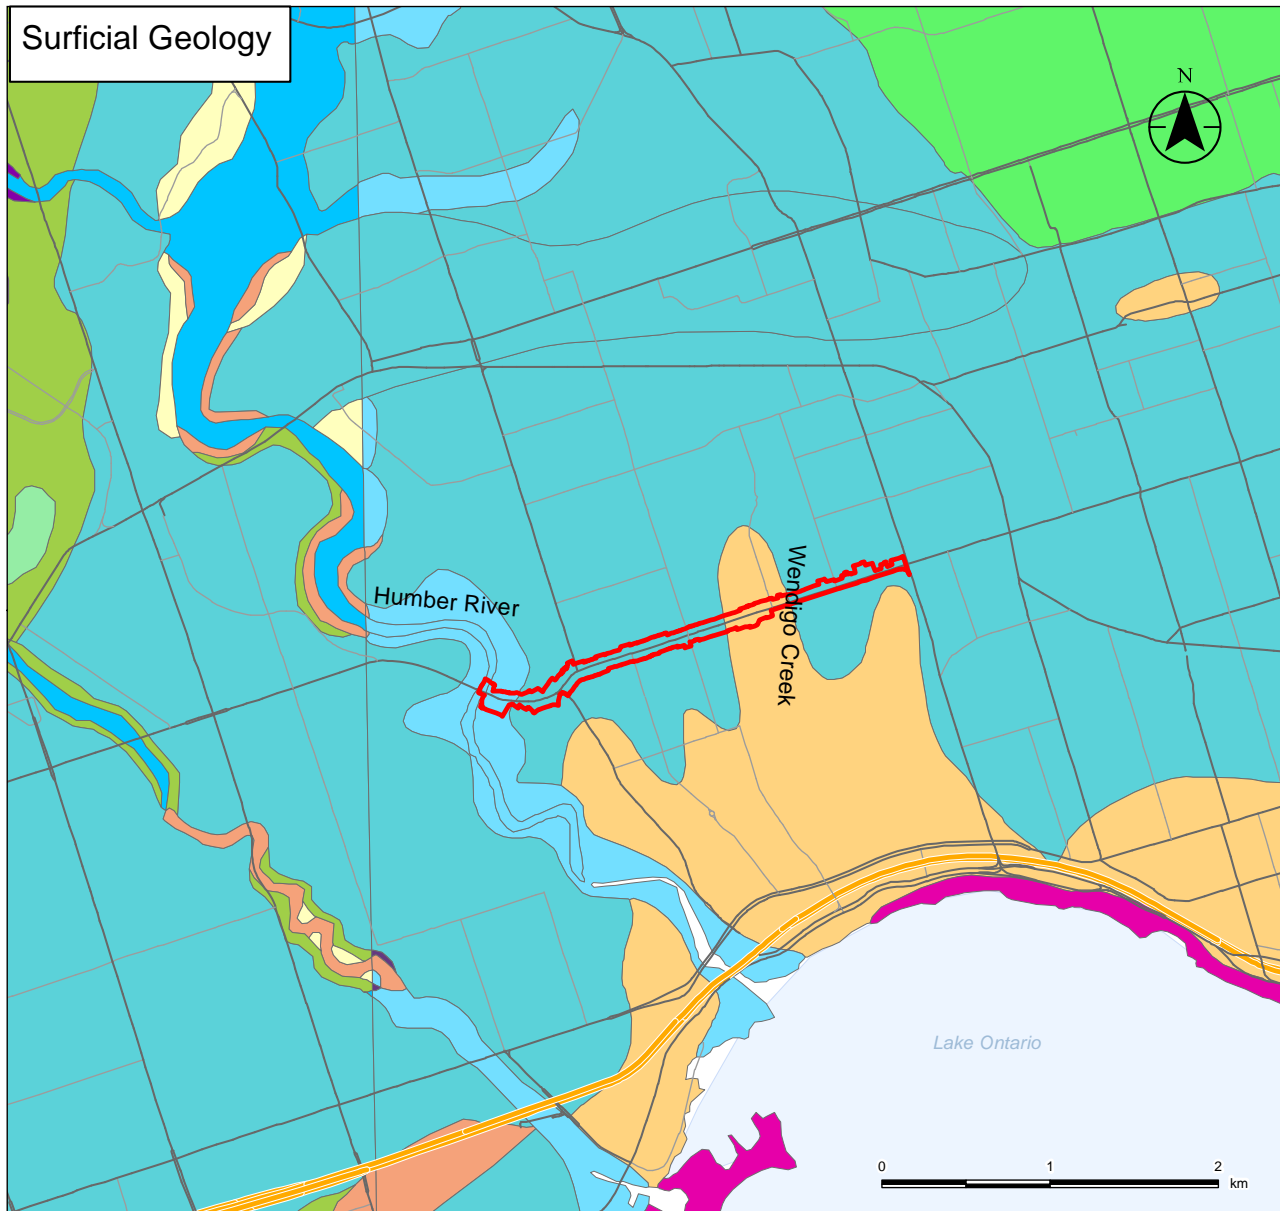 Surficial Geology
N
Humber River
Wendigo Creek
Lake Ontario
0 1 2
km